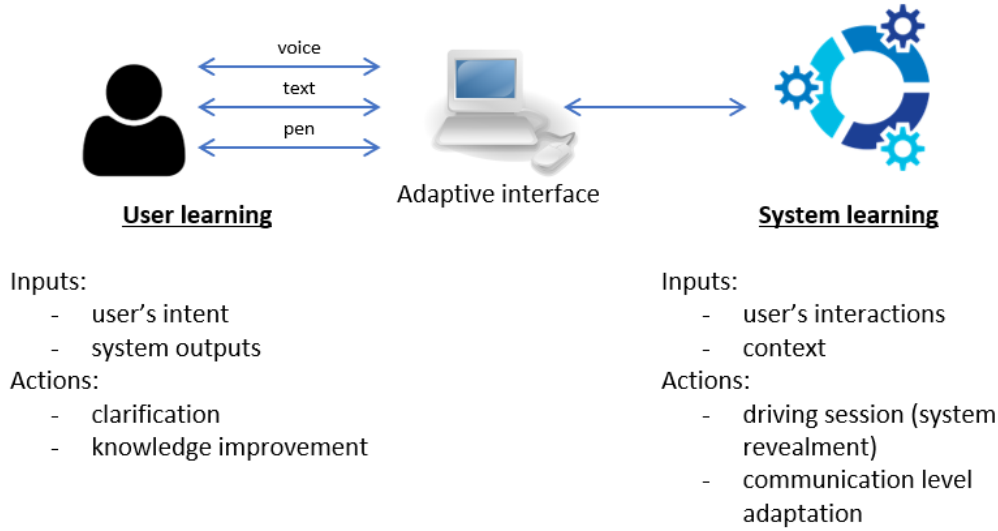 voice
text
pen
Adaptive interface
User learning
System learning
Inputs:
- user's intent
- system outputs
Actions:
- clarification
- knowledge improvement
Inputs:
- user's interactions
- context
Actions:
- driving session (system
revealment)
- communication level
adaptation